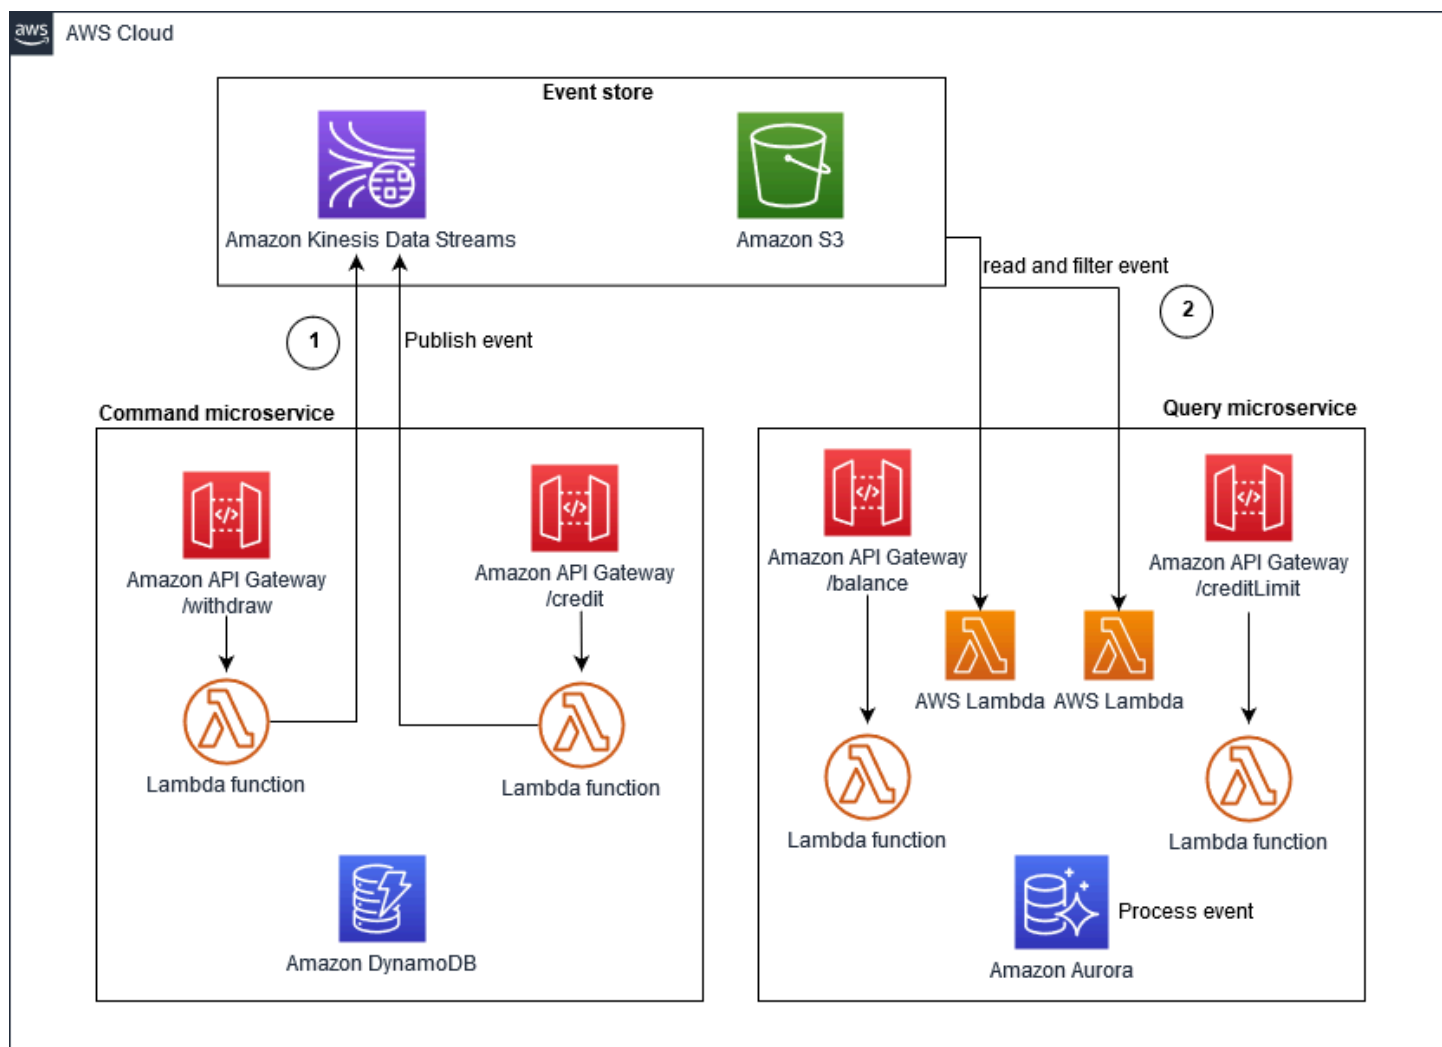 aws
AWS Cloud
Event store
Amazon Kinesis Data Streams
Amazon S3
read and filter event
1
Publish event
2
Command microservice
Query microservice
</>
</>
</>
</>
Amazon API Gateway
/withdraw
Amazon API Gateway
/credit
Amazon API Gateway
/balance
Amazon API Gateway
/creditLimit
AWS Lambda
AWS Lambda
Lambda function
Lambda function
Lambda function
Lambda function
Amazon DynamoDB
Process event
Amazon Aurora